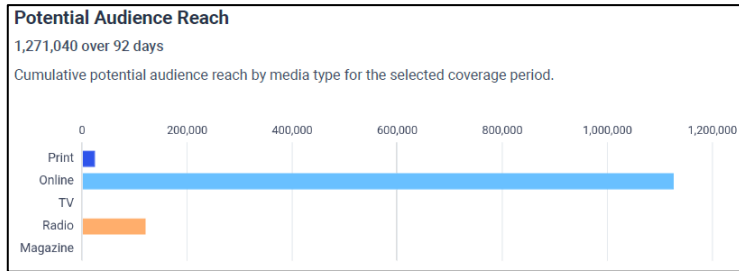 Potential Audience Reach
1,271,040 over 92 days
Cumulative potential audience reach by media type for the selected coverage period.
0 200,000 400,000 600,000 800,000 1,000,000 1,200,000
Print
Online
TV
Radio
Magazine